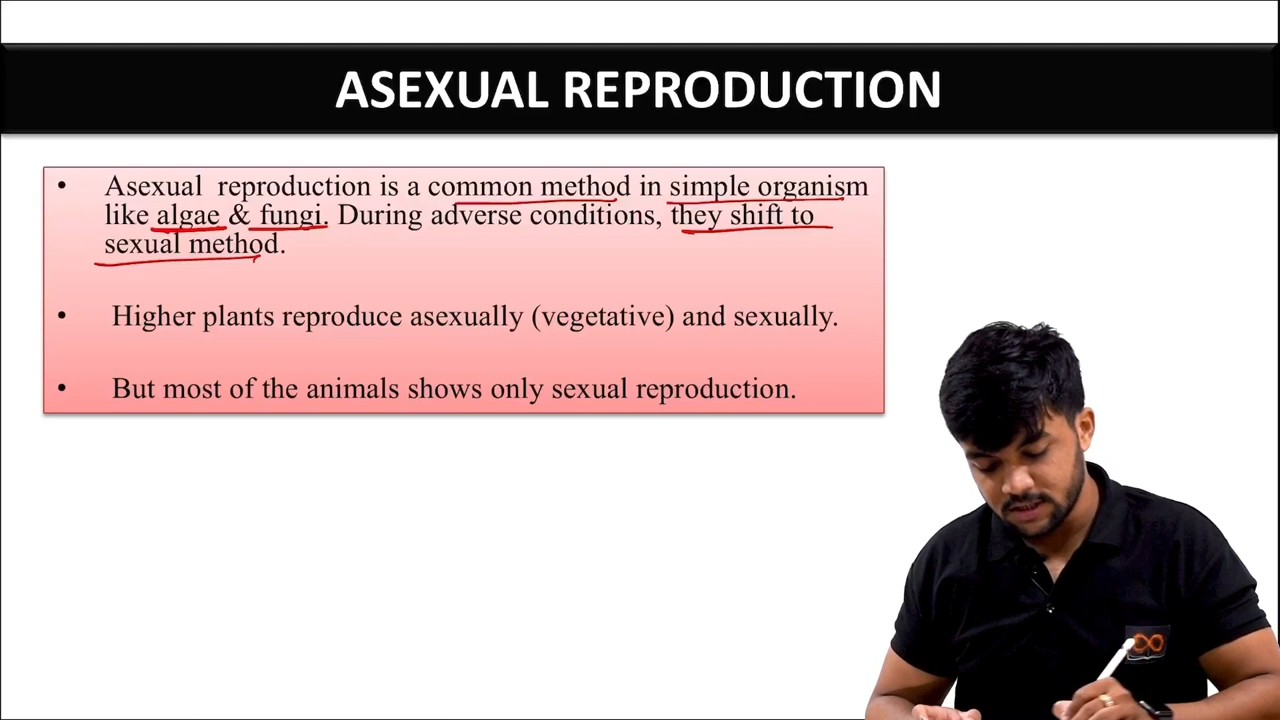 ASEXUAL REPRODUCTION
• Asexual reproduction is a common method in simple organism
like algae & fungi. During adverse conditions, they shift to
sexual method.
• Higher plants reproduce asexually (vegetative) and sexually.
• But most of the animals shows only sexual reproduction.